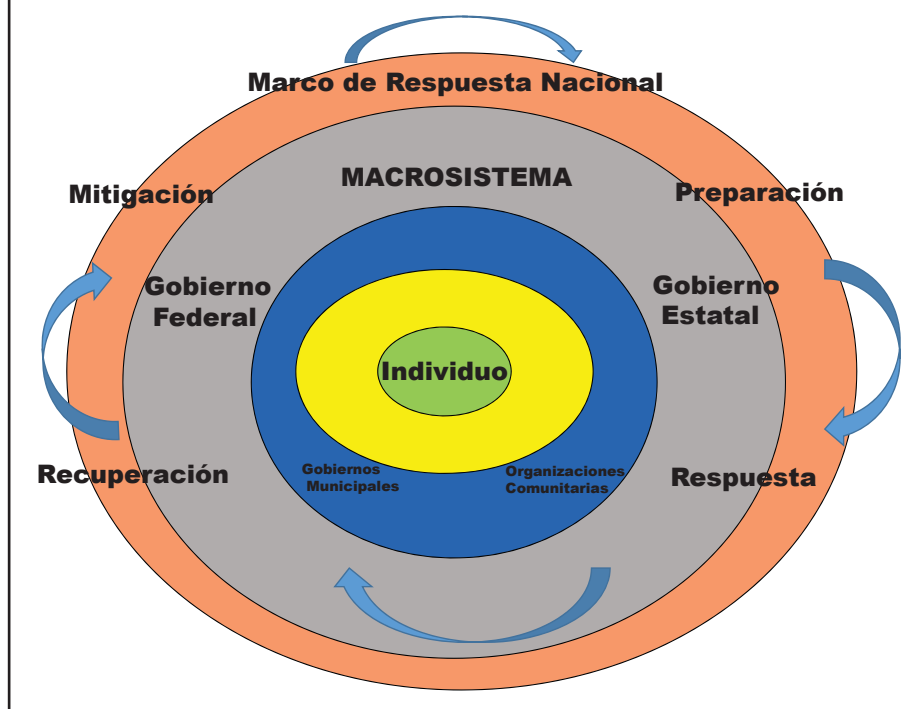 Marco de Respuesta Nacional
MACROSISTEMA
Mitigación
Preparación
Gobierno
Federal
Gobierno
Estatal
Individuo
Gobiernos
Municipales
Organizaciones
Comunitarias
Recuperación
Respuesta